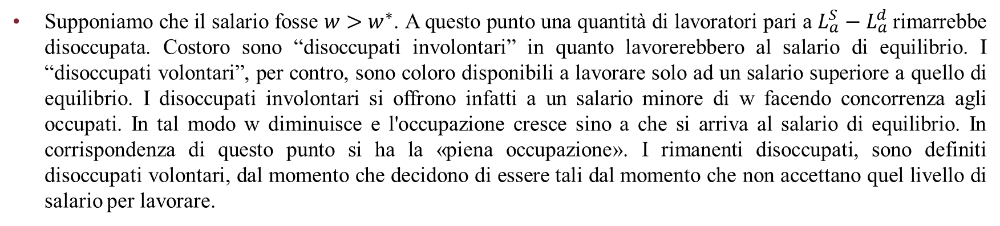 • Supponiamo che il salario fosse w > w*. A questo punto una quantità di lavoratori pari a Lₐˢ − Lₐᵈ rimarrebbe
disoccupata. Costoro sono “disoccupati involontari” in quanto lavorerebbero al salario di equilibrio. I
“disoccupati volontari”, per contro, sono coloro disponibili a lavorare solo ad un salario superiore a quello di
equilibrio. I disoccupati involontari si offrono infatti a un salario minore di w facendo concorrenza agli
occupati. In tal modo w diminuisce e l'occupazione cresce sino a che si arriva al salario di equilibrio. In
corrispondenza di questo punto si ha la «piena occupazione». I rimanenti disoccupati, sono definiti
disoccupati volontari, dal momento che decidono di essere tali dal momento che non accettano quel livello di
salario per lavorare.